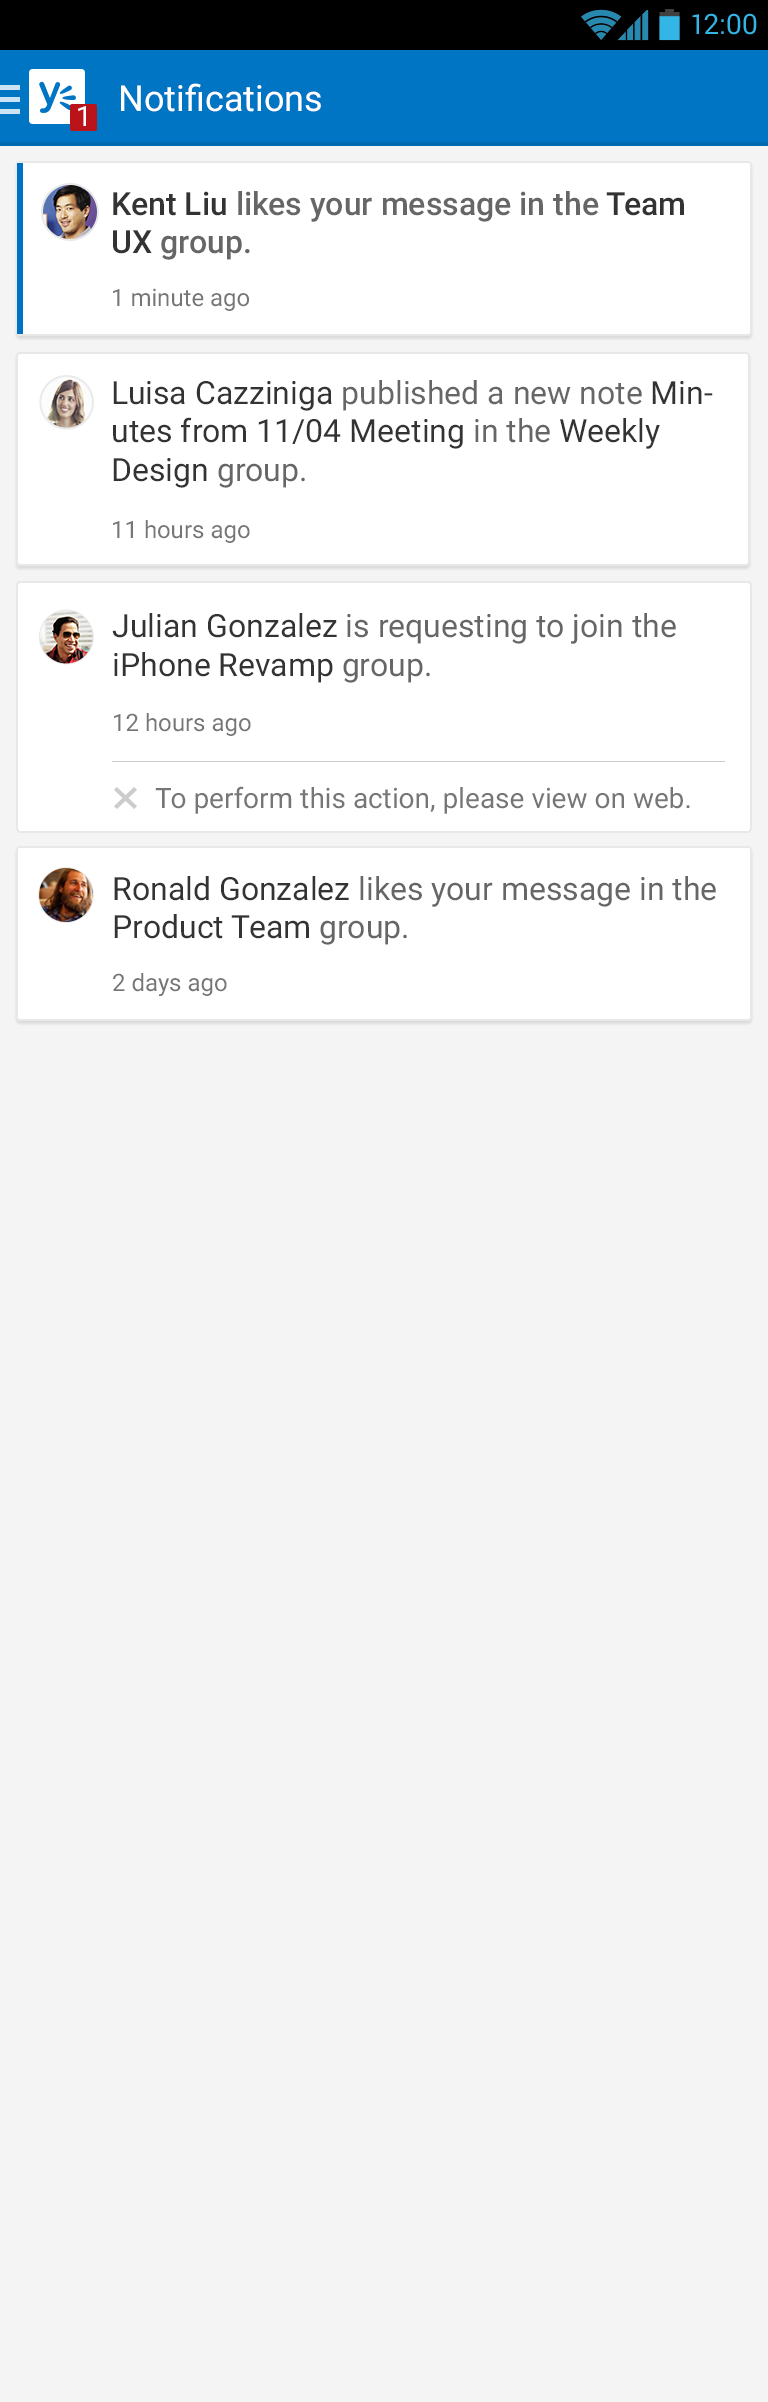 12:00
1
Notifications
Kent Liu likes your message in the Team
UX group.
1 minute ago
Luisa Cazziniga published a new note Min-
utes from 11/04 Meeting in the Weekly
Design group.
11 hours ago
Julian Gonzalez is requesting to join the
iPhone Revamp group.
12 hours ago
To perform this action, please view on web.
Ronald Gonzalez likes your message in the
Product Team group.
2 days ago